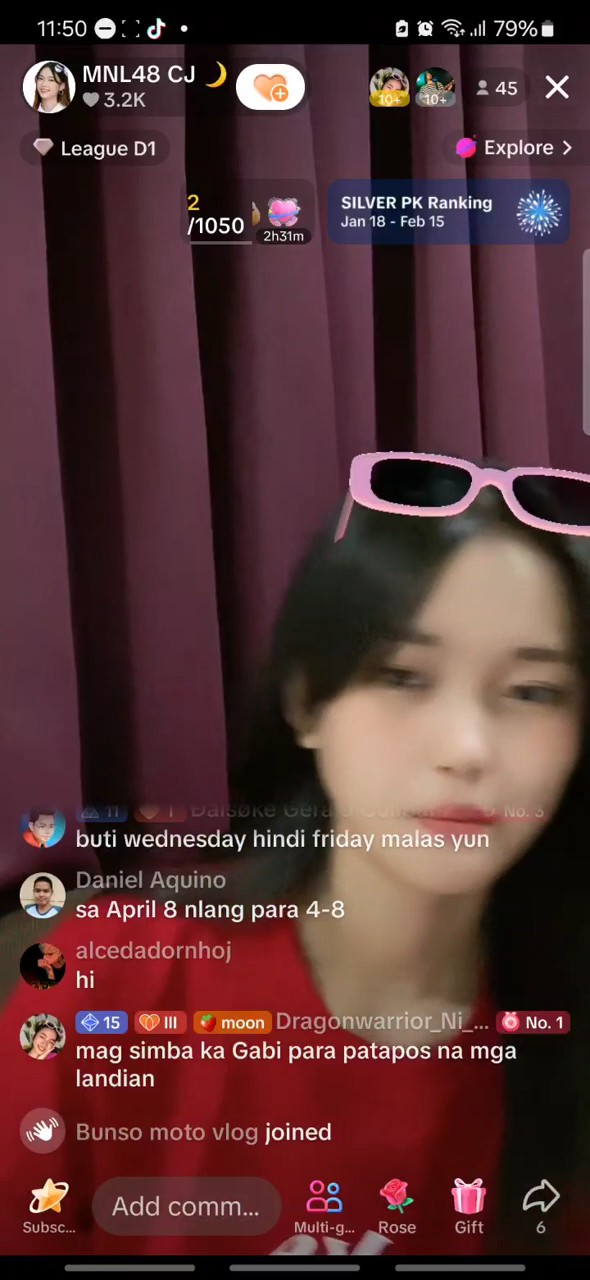 11:50
79%
MNL48 CJ 🌙
3.2K
10+
10+
45
League D1
Explore
2
/1050
2h31m
SILVER PK Ranking
Jan 18 - Feb 15
11
No. 3
buti wednesday hindi friday malas yun
Daniel Aquino
sa April 8 nlang para 4-8
alcedadornhoj
hi
15 III moon Dragonwarrior_Ni_... No. 1
mag simba ka Gabi para patapos na mga
landian
Bunso moto vlog joined
Add comm...
Subsc...
Multi-g...
Rose
Gift
6